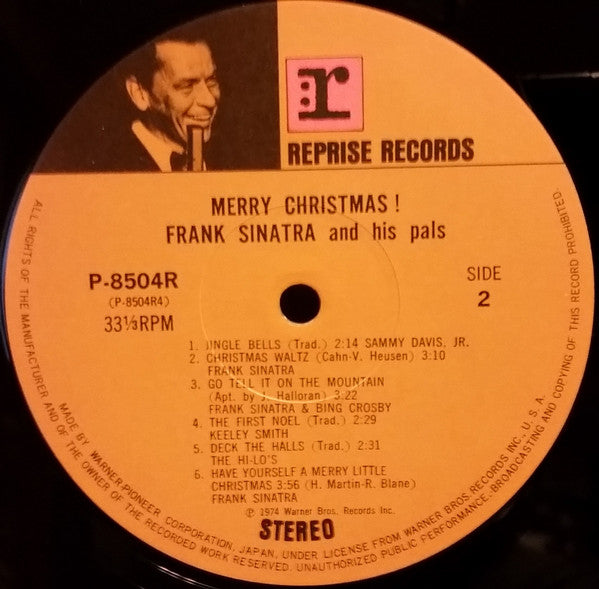 :r
REPRISE RECORDS
MERRY CHRISTMAS!
FRANK SINATRA and his pals
P-8504R
(P-8504R4)
33⅓RPM
SIDE
2
1. JINGLE BELLS (Trad.) 2:14 SAMMY DAVIS, JR.
2. CHRISTMAS WALTZ (Cahn-V. Heusen) 3:10
FRANK SINATRA
3. GO TELL IT ON THE MOUNTAIN
(Apt. by J. Halloran) 3:22
FRANK SINATRA & BING CROSBY
4. THE FIRST NOEL (Trad.) 2:29
KEELEY SMITH
5. DECK THE HALLS (Trad.) 2:31
THE HI-LO'S
6. HAVE YOURSELF A MERRY LITTLE
CHRISTMAS 3:56 (H. Martin-R. Blane)
FRANK SINATRA
Ⓟ 1974 Warner Bros. Records Inc.
STEREO
MADE BY WARNER-PIONEER CORPORATION, JAPAN, UNDER LICENSE FROM WARNER BROS. RECORDS INC., U.S.A.
ALL RIGHTS OF THE MANUFACTURER AND OF THE OWNER OF THE RECORDED WORK RESERVED. UNAUTHORIZED PUBLIC PERFORMANCE, BROADCASTING AND COPYING OF THIS RECORD PROHIBITED.